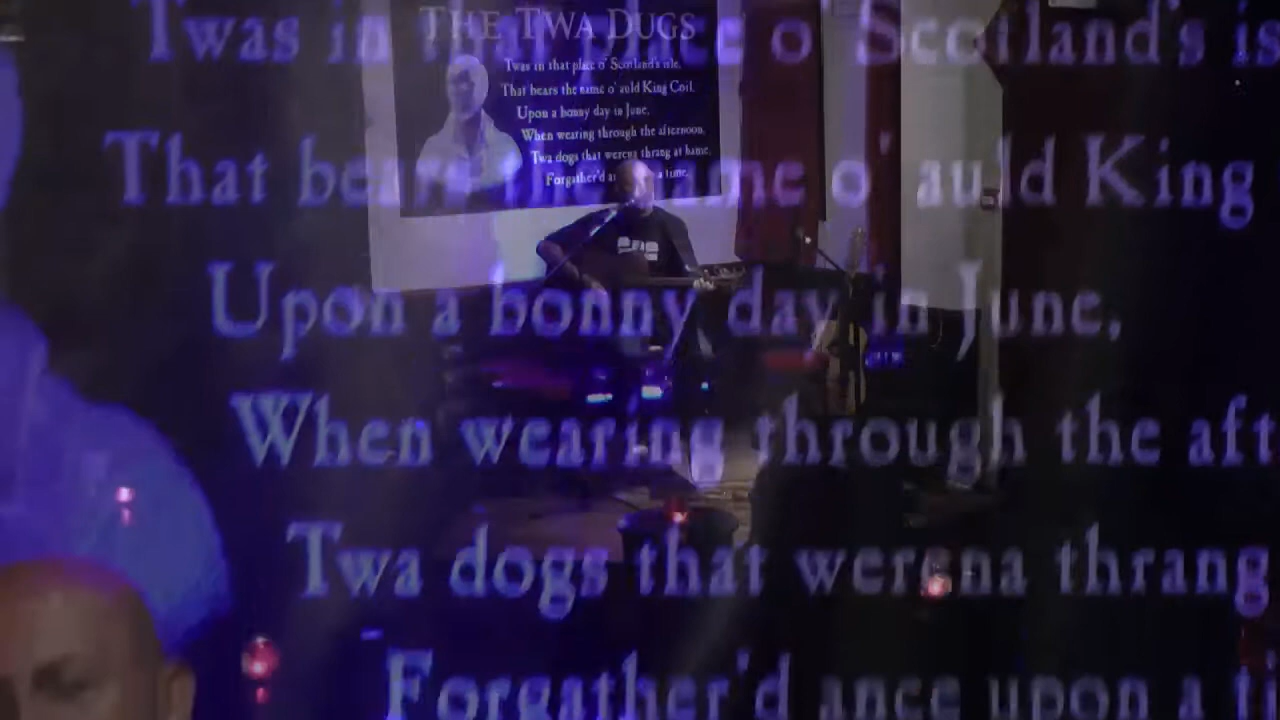 THE TWA DUGS
Twas in that place o' Scotland's isle,
That bears the name o' auld King Coil,
Upon a bonny day in June,
When wearing through the afternoon,
Twa dogs that werena thrang at hame,
Forgather'd a time.
Twas in that place o' Scotland's is
That bears the name o' auld King
Upon a bonny day in June,
When wearing through the aft
Twa dogs that werena thrang
Forgather'd ance upon a ti